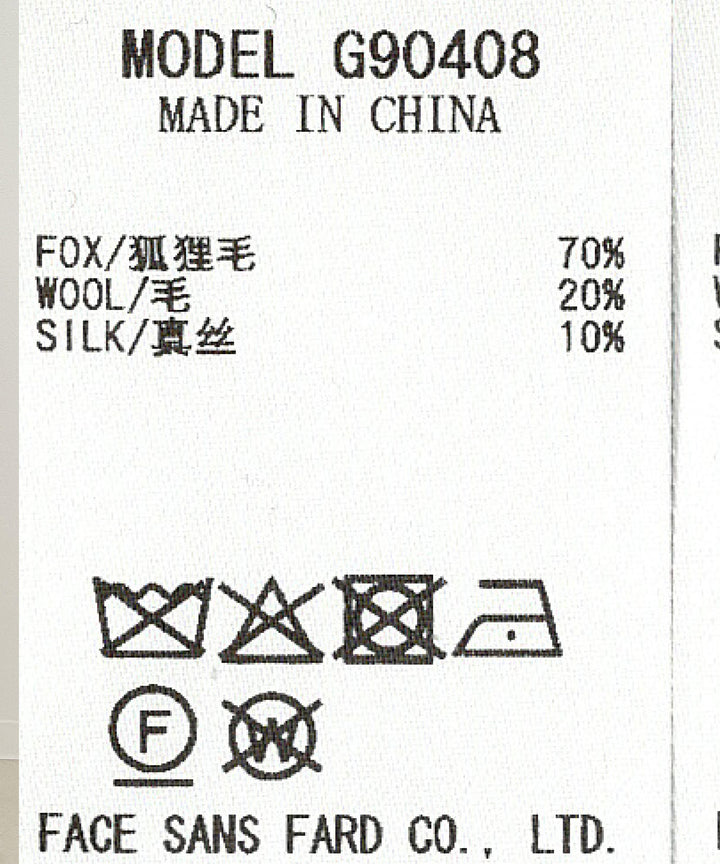 MODEL G90408
MADE IN CHINA
FOX/狐狸毛 70%
WOOL/毛 20%
SILK/真丝 10%
F
W
FACE SANS FARD CO., LTD.